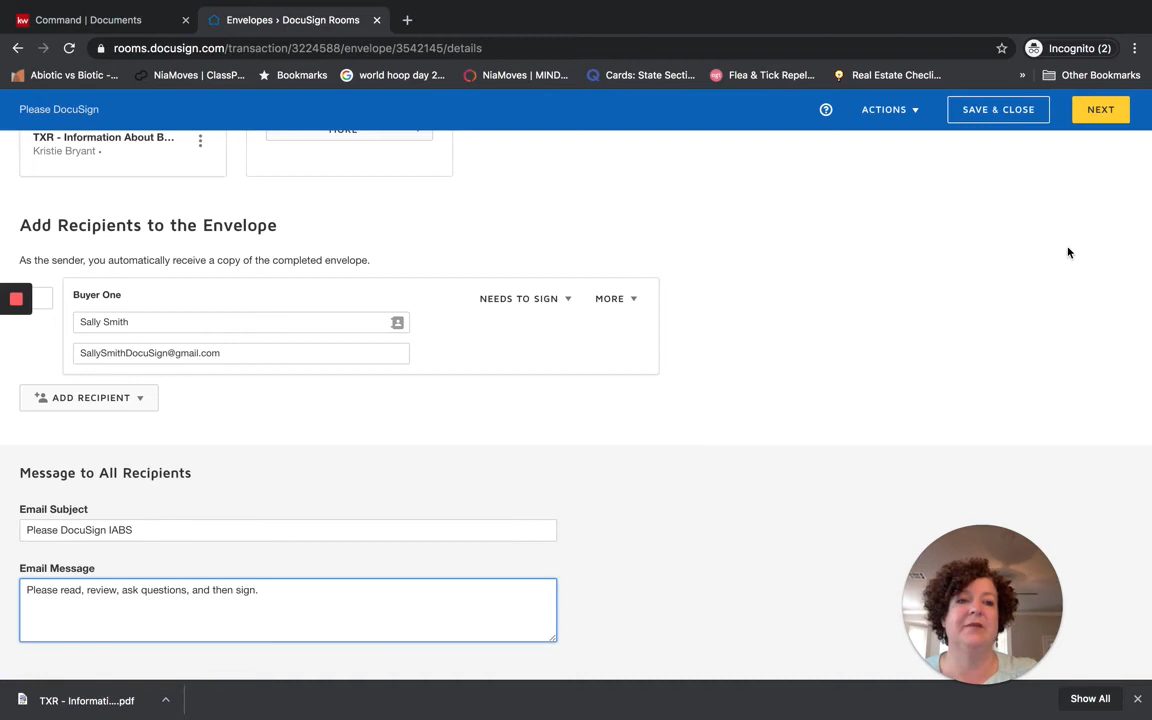 kw Command | Documents
Envelopes › DocuSign Rooms
rooms.docusign.com/transaction/3224588/envelope/3542145/details
Incognito (2)
Abiotic vs Biotic -...
NiaMoves | ClassP...
Bookmarks
world hoop day 2...
NiaMoves | MIND...
Cards: State Secti...
Flea & Tick Repel...
Real Estate Checli...
»
Other Bookmarks
Please DocuSign
ACTIONS
SAVE & CLOSE
NEXT
MORE
TXR - Information About B...
Kristie Bryant •
Add Recipients to the Envelope
As the sender, you automatically receive a copy of the completed envelope.
Buyer One
NEEDS TO SIGN
MORE
Sally Smith
SallySmithDocuSign@gmail.com
ADD RECIPIENT
Message to All Recipients
Email Subject
Please DocuSign IABS
Email Message
Please read, review, ask questions, and then sign.
TXR - Informati....pdf
Show All